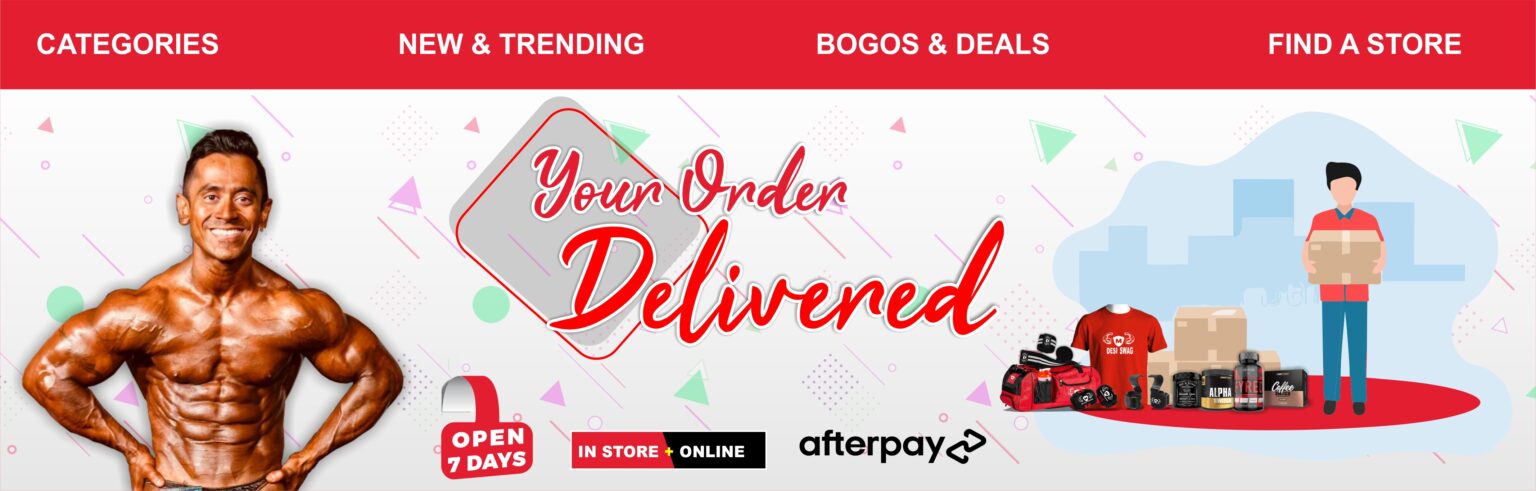 CATEGORIES
NEW & TRENDING
BOGOS & DEALS
FIND A STORE
Your Order
Delivered
DESI SWAG
ALPHA
Coffee
OPEN
7 DAYS
IN STORE + ONLINE
afterpay